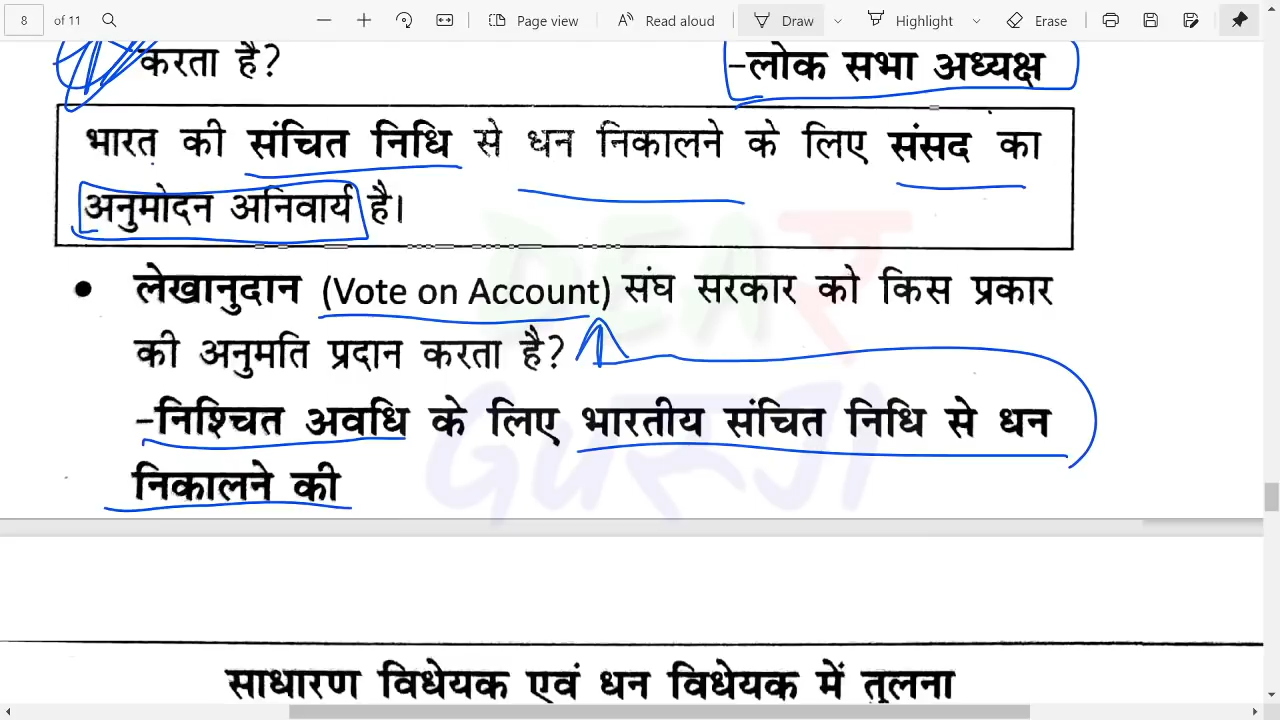 8 of 11 Page view Read aloud Draw Highlight Erase
करता है? -लोक सभा अध्यक्ष
भारत की संचित निधि से धन निकालने के लिए संसद का
अनुमोदन अनिवार्य है।
• लेखानुदान (Vote on Account) संघ सरकार को किस प्रकार
की अनुमति प्रदान करता है?
-निश्चित अवधि के लिए भारतीय संचित निधि से धन
निकालने की
DEAR
GURUJI
साधारण विधेयक एवं धन विधेयक में तुलना